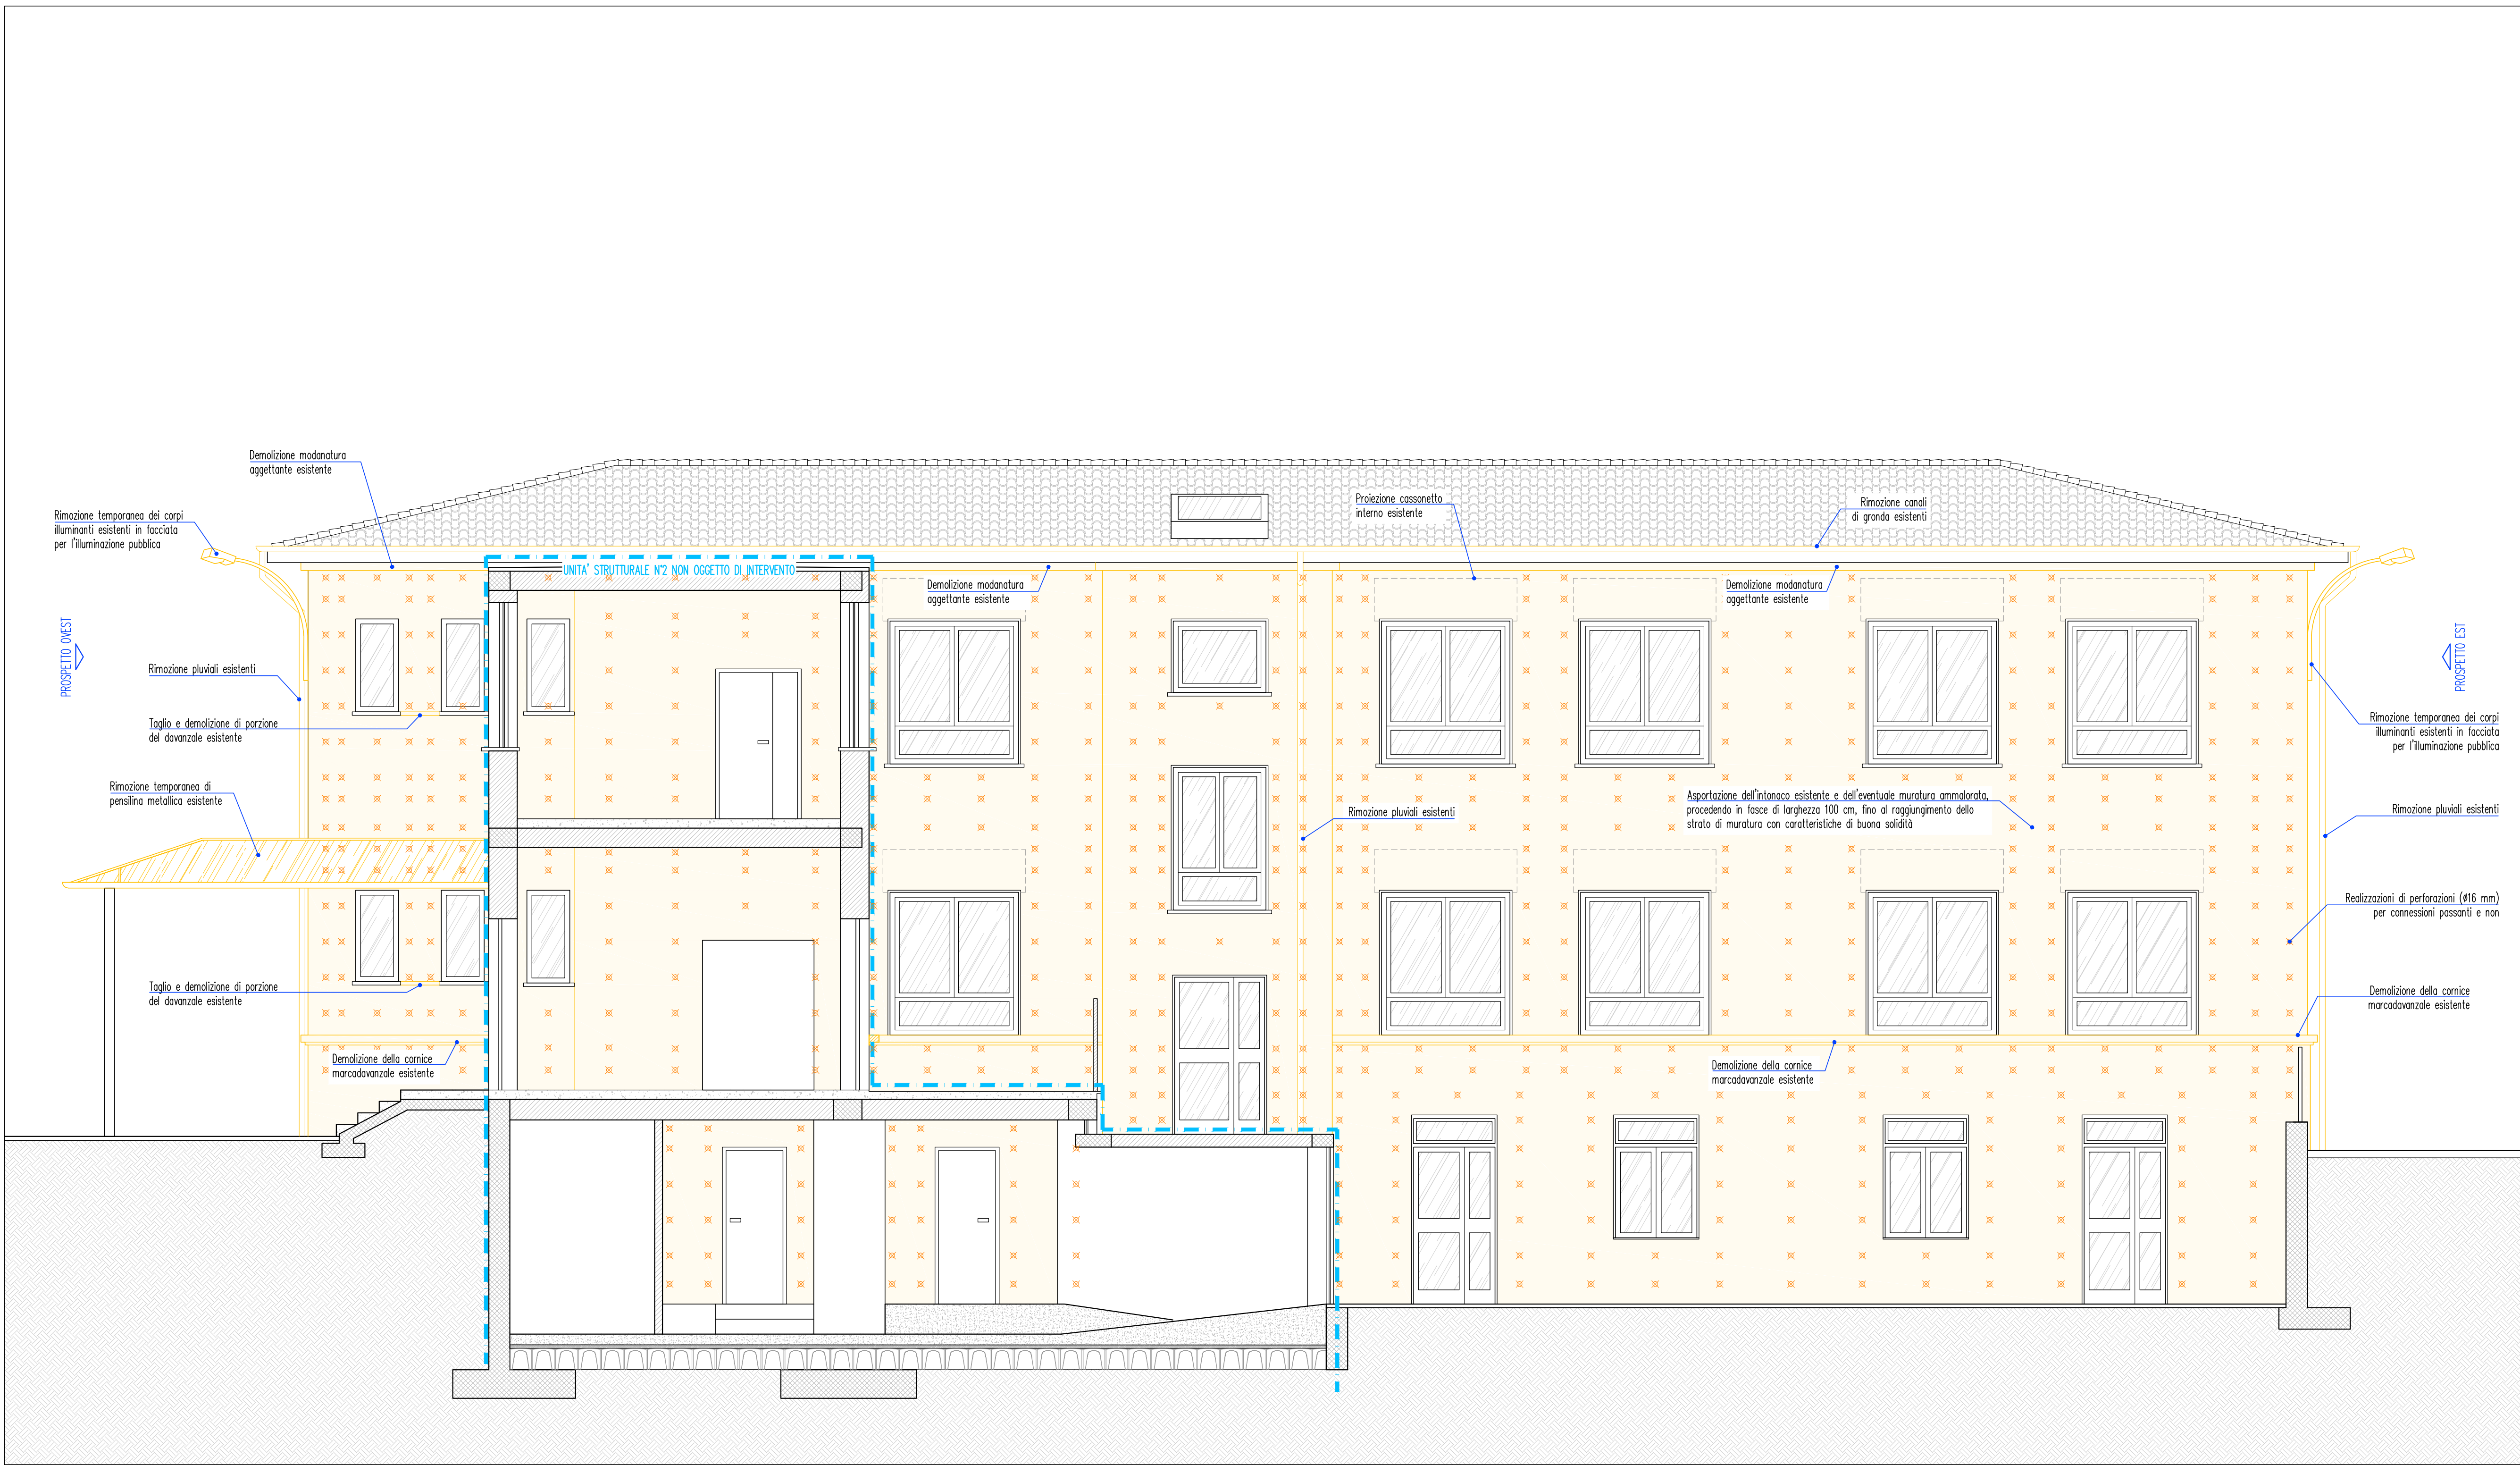 Demolizione modanatura
aggettante esistente
Rimozione temporanea dei corpi
illuminanti esistenti in facciata
per l'illuminazione pubblica
Proiezione cassonetto
interno esistente
Rimozione canali
di gronda esistenti
UNITA' STRUTTURALE N°2 NON OGGETTO DI INTERVENTO
Demolizione modanatura
aggettante esistente
Demolizione modanatura
aggettante esistente
PROSPETTO OVEST
PROSPETTO EST
Rimozione pluviali esistenti
Taglio e demolizione di porzione
del davanzale esistente
Rimozione temporanea dei corpi
illuminanti esistenti in facciata
per l'illuminazione pubblica
Rimozione temporanea di
pensilina metallica esistente
Rimozione pluviali esistenti
Asportazione dell'intonaco esistente e dell'eventuale muratura ammalorata,
procedendo in fasce di larghezza 100 cm, fino al raggiungimento dello
strato di muratura con caratteristiche di buona solidità
Rimozione pluviali esistenti
Realizzazioni di perforazioni (ø16 mm)
per connessioni passanti e non
Taglio e demolizione di porzione
del davanzale esistente
Demolizione della cornice
marcadavanzale esistente
Demolizione della cornice
marcadavanzale esistente
Demolizione della cornice
marcadavanzale esistente